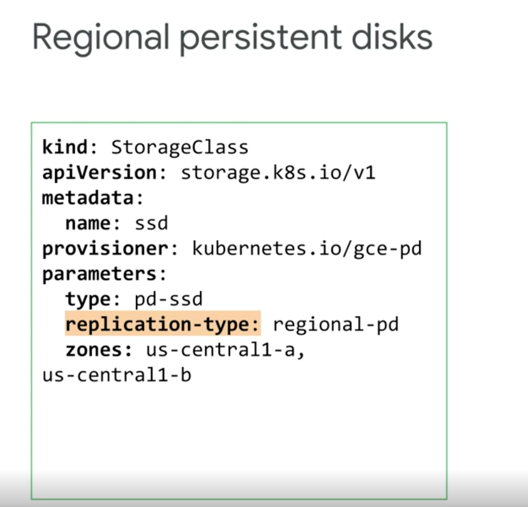 Regional persistent disks
kind: StorageClass
apiVersion: storage.k8s.io/v1
metadata:
  name: ssd
provisioner: kubernetes.io/gce-pd
parameters:
  type: pd-ssd
  replication-type: regional-pd
  zones: us-central1-a,
us-central1-b